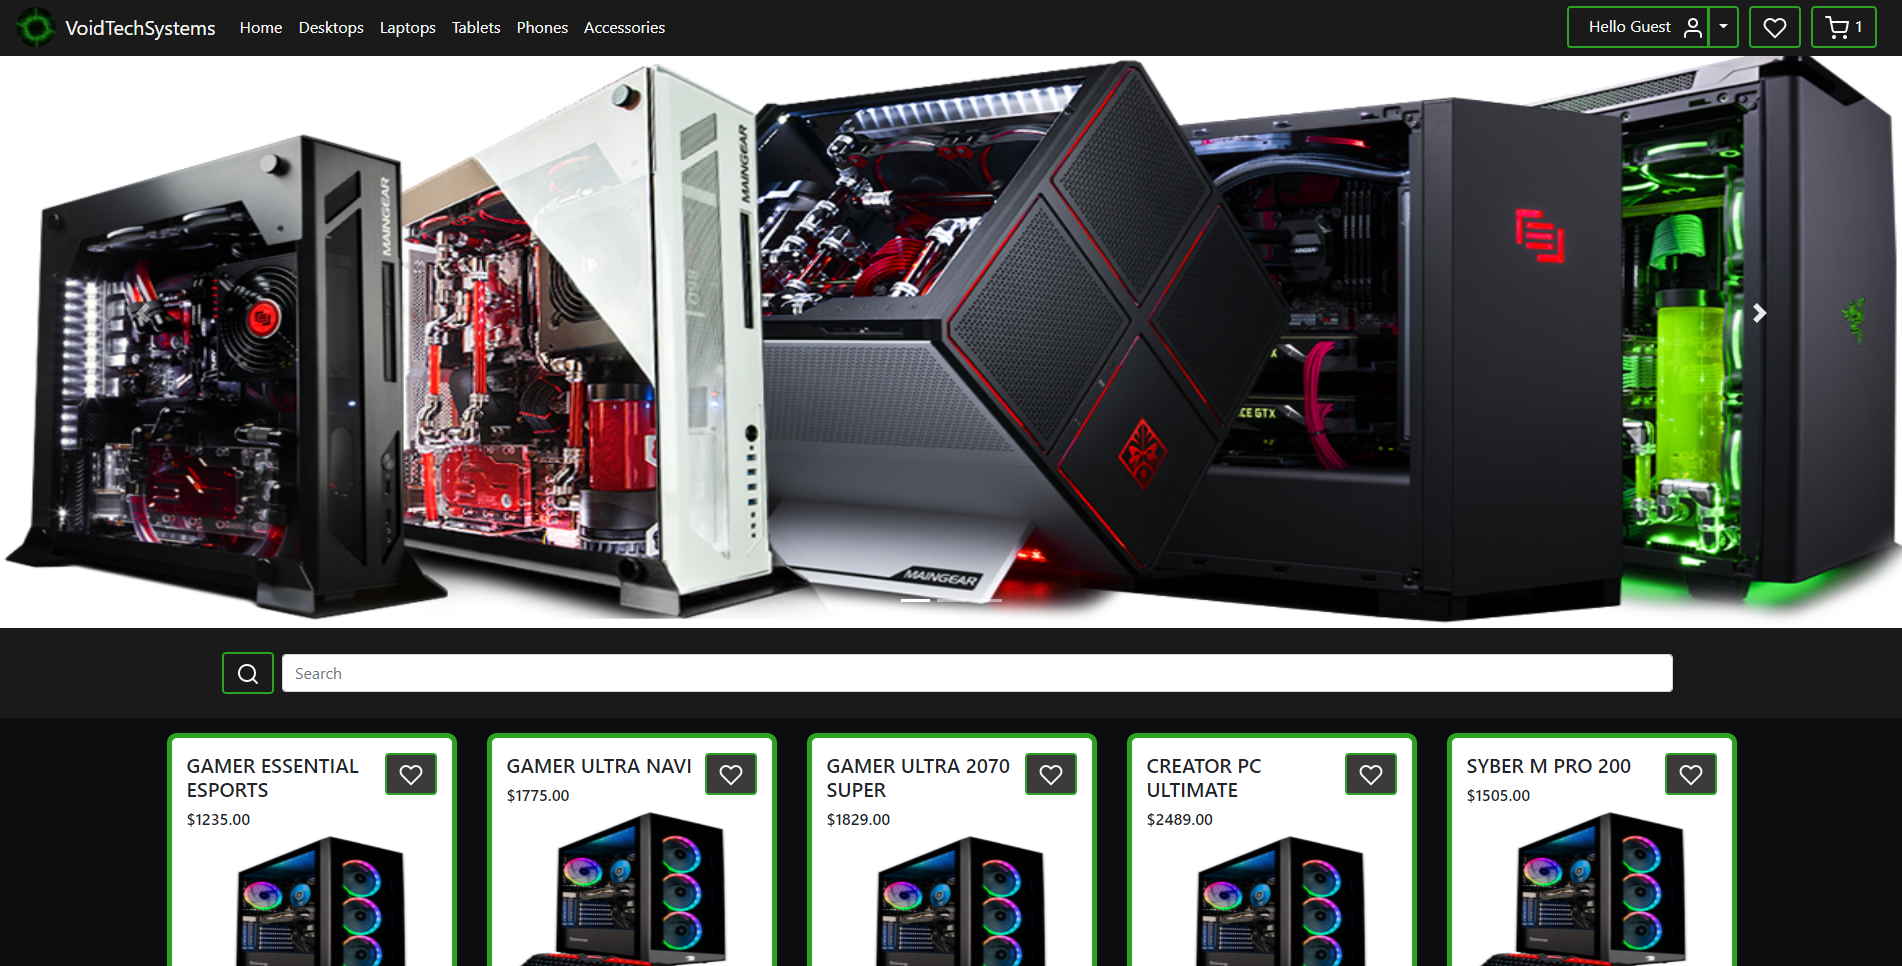 VoidTechSystems
Home
Desktops
Laptops
Tablets
Phones
Accessories
Hello Guest
1
MAINGEAR
MAINGEAR
MAINGEAR
CE GTX
Search
GAMER ESSENTIAL
ESPORTS
$1235.00
GAMER ULTRA NAVI
$1775.00
GAMER ULTRA 2070
SUPER
$1829.00
CREATOR PC
ULTIMATE
$2489.00
SYBER M PRO 200
$1505.00